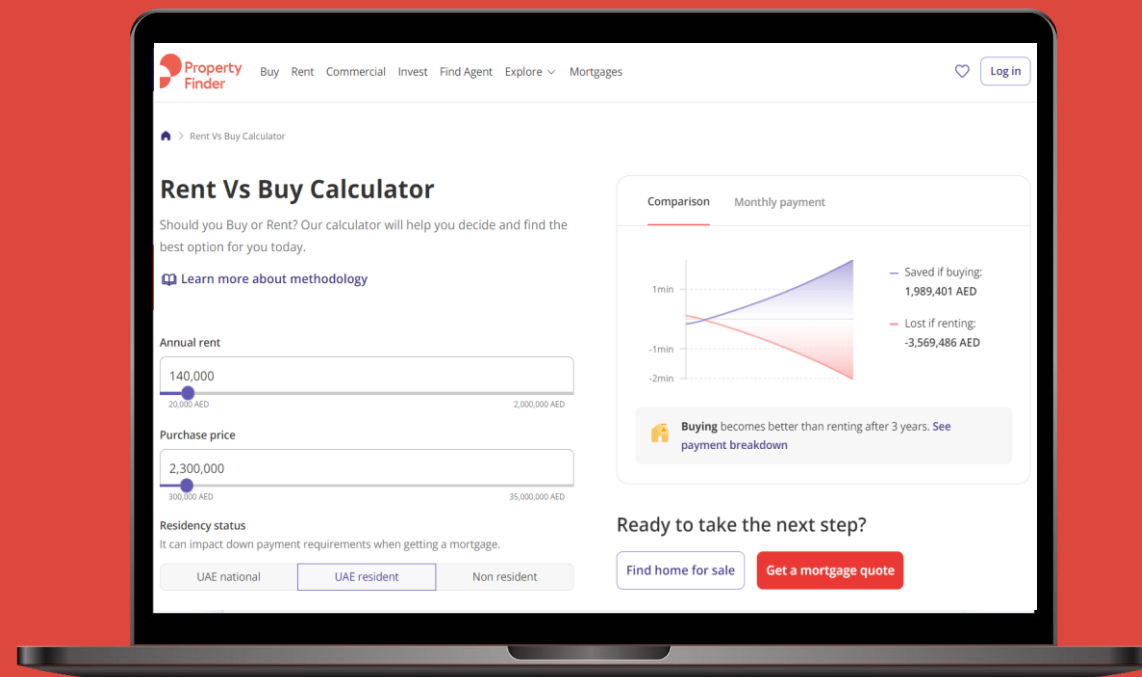 Property
Finder
Buy Rent Commercial Invest Find Agent Explore Mortgages
Log in
Rent Vs Buy Calculator
Rent Vs Buy Calculator
Should you Buy or Rent? Our calculator will help you decide and find the
best option for you today.
Learn more about methodology
Annual rent
140,000
20,000 AED 2,000,000 AED
Purchase price
2,300,000
300,000 AED 35,000,000 AED
Residency status
It can impact down payment requirements when getting a mortgage.
UAE national UAE resident Non resident
Comparison Monthly payment
1min
-1min
-2min
Saved if buying:
1,989,401 AED
Lost if renting:
-3,569,486 AED
Buying becomes better than renting after 3 years. See
payment breakdown
Ready to take the next step?
Find home for sale Get a mortgage quote